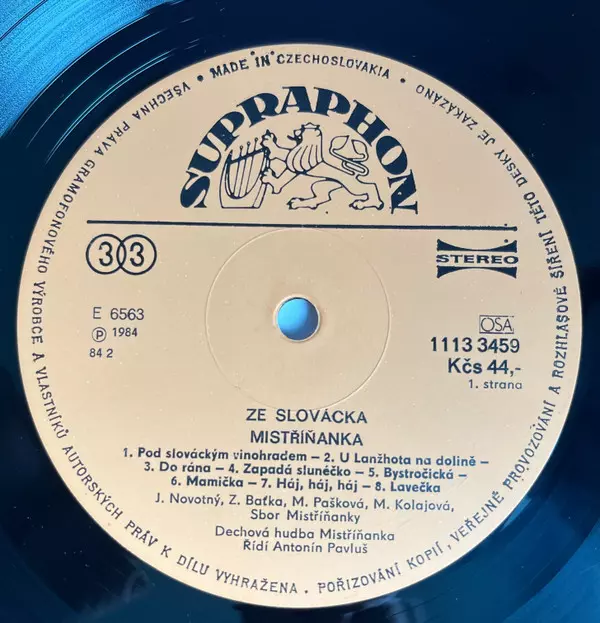 VŠECHNA PRÁVA GRAMOFONOVÉHO VÝROBCE A VLASTNÍKŮ AUTORSKÝCH PRÁV K DÍLU VYHRAŽENA • POŘIZOVÁNÍ KOPIÍ, VEŘEJNÉ PROVOZOVÁNÍ A ROZHLASOVÉ ŠÍŘENÍ TÉTO DESKY JE ZAKÁZÁNO • MADE IN CZECHOSLOVAKIA •
SUPRAPHON
33
STEREO
E 6563
Ⓟ 1984
84 2
OSA
1113 3459
Kčs 44,-
1. strana
ZE SLOVÁCKA
MISTŘÍŇANKA
1. Pod slováckým vinohradem – 2. U Lanžhota na dolině –
3. Do rána – 4. Zapadá slunéčko – 5. Bystročická –
6. Mamička – 7. Háj, háj, háj – 8. Lavečka
J. Novotný, Z. Baťka, M. Pašková, M. Kolajová,
Sbor Mistříňanky
Dechová hudba Mistříňanka
Řídí Antonín Pavluš